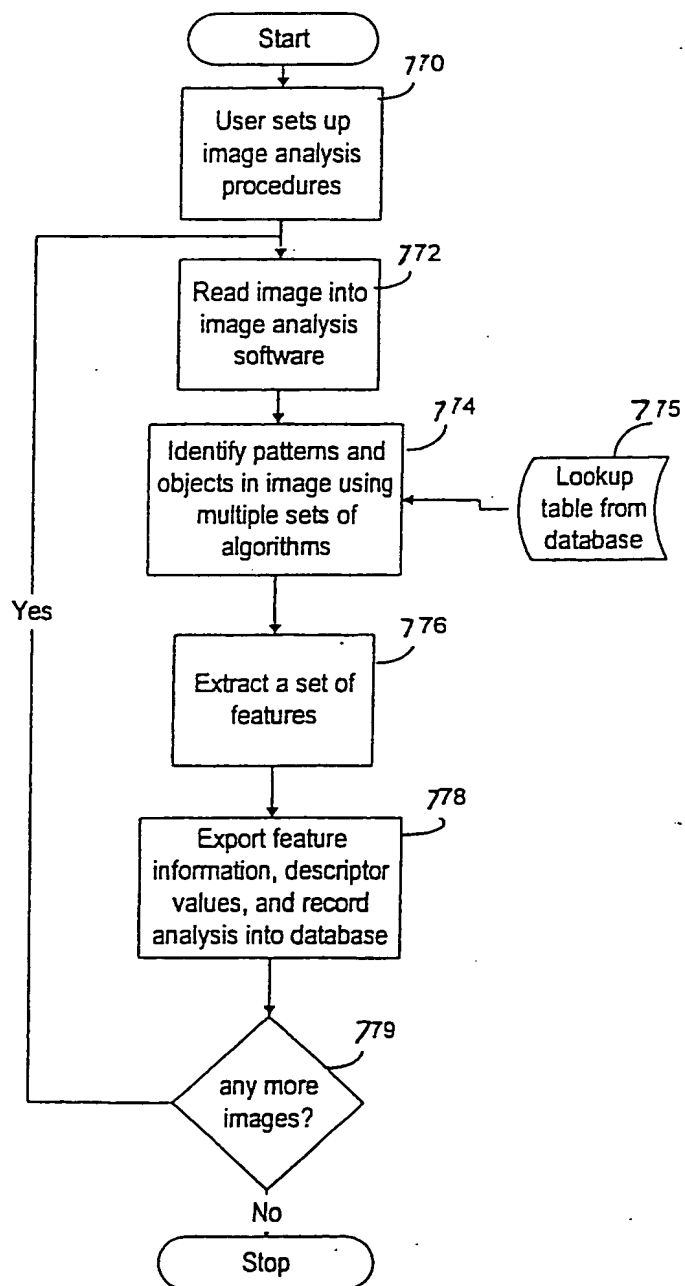 Start
770
User sets up
image analysis
procedures
772
Read image into
image analysis
software
774
Identify patterns and
objects in image using
multiple sets of
algorithms
775
Lookup
table from
database
Yes
776
Extract a set of
features
778
Export feature
information, descriptor
values, and record
analysis into database
779
any more
images?
No
Stop